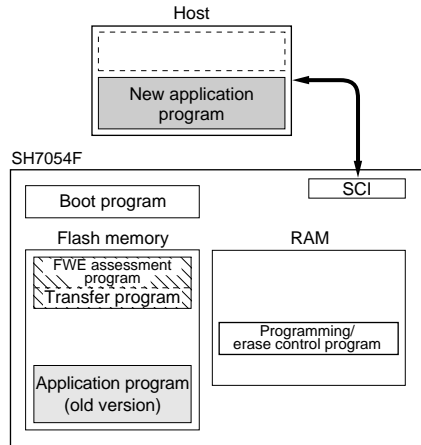 Host
New application
program
SH7054F
SCI
Boot program
Flash memory
RAM
FWE assessment
program
Transfer program
Programming/
erase control program
Application program
(old version)